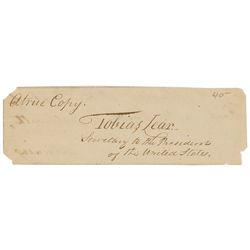 40
A true Copy.
Tobias Lear.
Secretary to the President
of the United States.